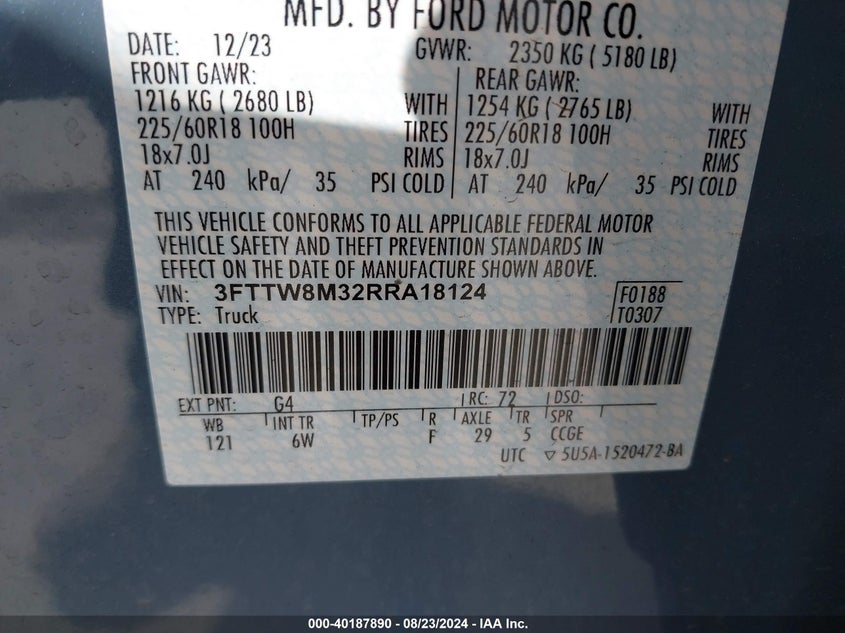 MFD. BY FORD MOTOR CO.
DATE: 12/23 GVWR: 2350 KG ( 5180 LB)
FRONT GAWR: REAR GAWR:
1216 KG ( 2680 LB) WITH 1254 KG ( 2765 LB) WITH
225/60R18 100H TIRES 225/60R18 100H TIRES
18x7.0J RIMS 18x7.0J RIMS
AT 240 kPa/ 35 PSI COLD AT 240 kPa/ 35 PSI COLD
THIS VEHICLE CONFORMS TO ALL APPLICABLE FEDERAL MOTOR
VEHICLE SAFETY AND THEFT PREVENTION STANDARDS IN
EFFECT ON THE DATE OF MANUFACTURE SHOWN ABOVE.
VIN: 3FTTW8M32RRA18124 F0188
TYPE: Truck T0307
EXT PNT: G4 RC: 72 DSO:
WB INT TR TP/PS R AXLE TR SPR
121 6W F 29 5 CCGE
UTC ▽ 5U5A-1520472-BA
000-40187890 / 08/23/2024 - IAA Inc.